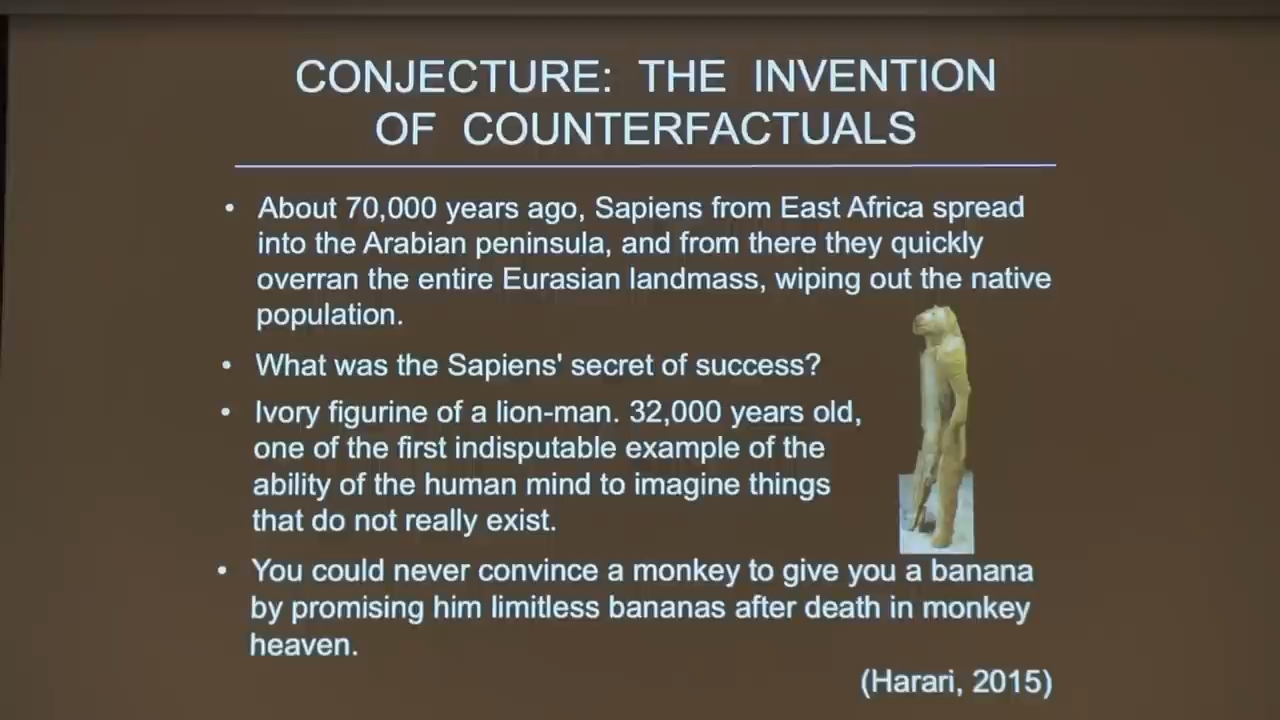 CONJECTURE: THE INVENTION
OF COUNTERFACTUALS
• About 70,000 years ago, Sapiens from East Africa spread
into the Arabian peninsula, and from there they quickly
overran the entire Eurasian landmass, wiping out the native
population.
• What was the Sapiens' secret of success?
• Ivory figurine of a lion-man. 32,000 years old,
one of the first indisputable example of the
ability of the human mind to imagine things
that do not really exist.
• You could never convince a monkey to give you a banana
by promising him limitless bananas after death in monkey
heaven.
(Harari, 2015)